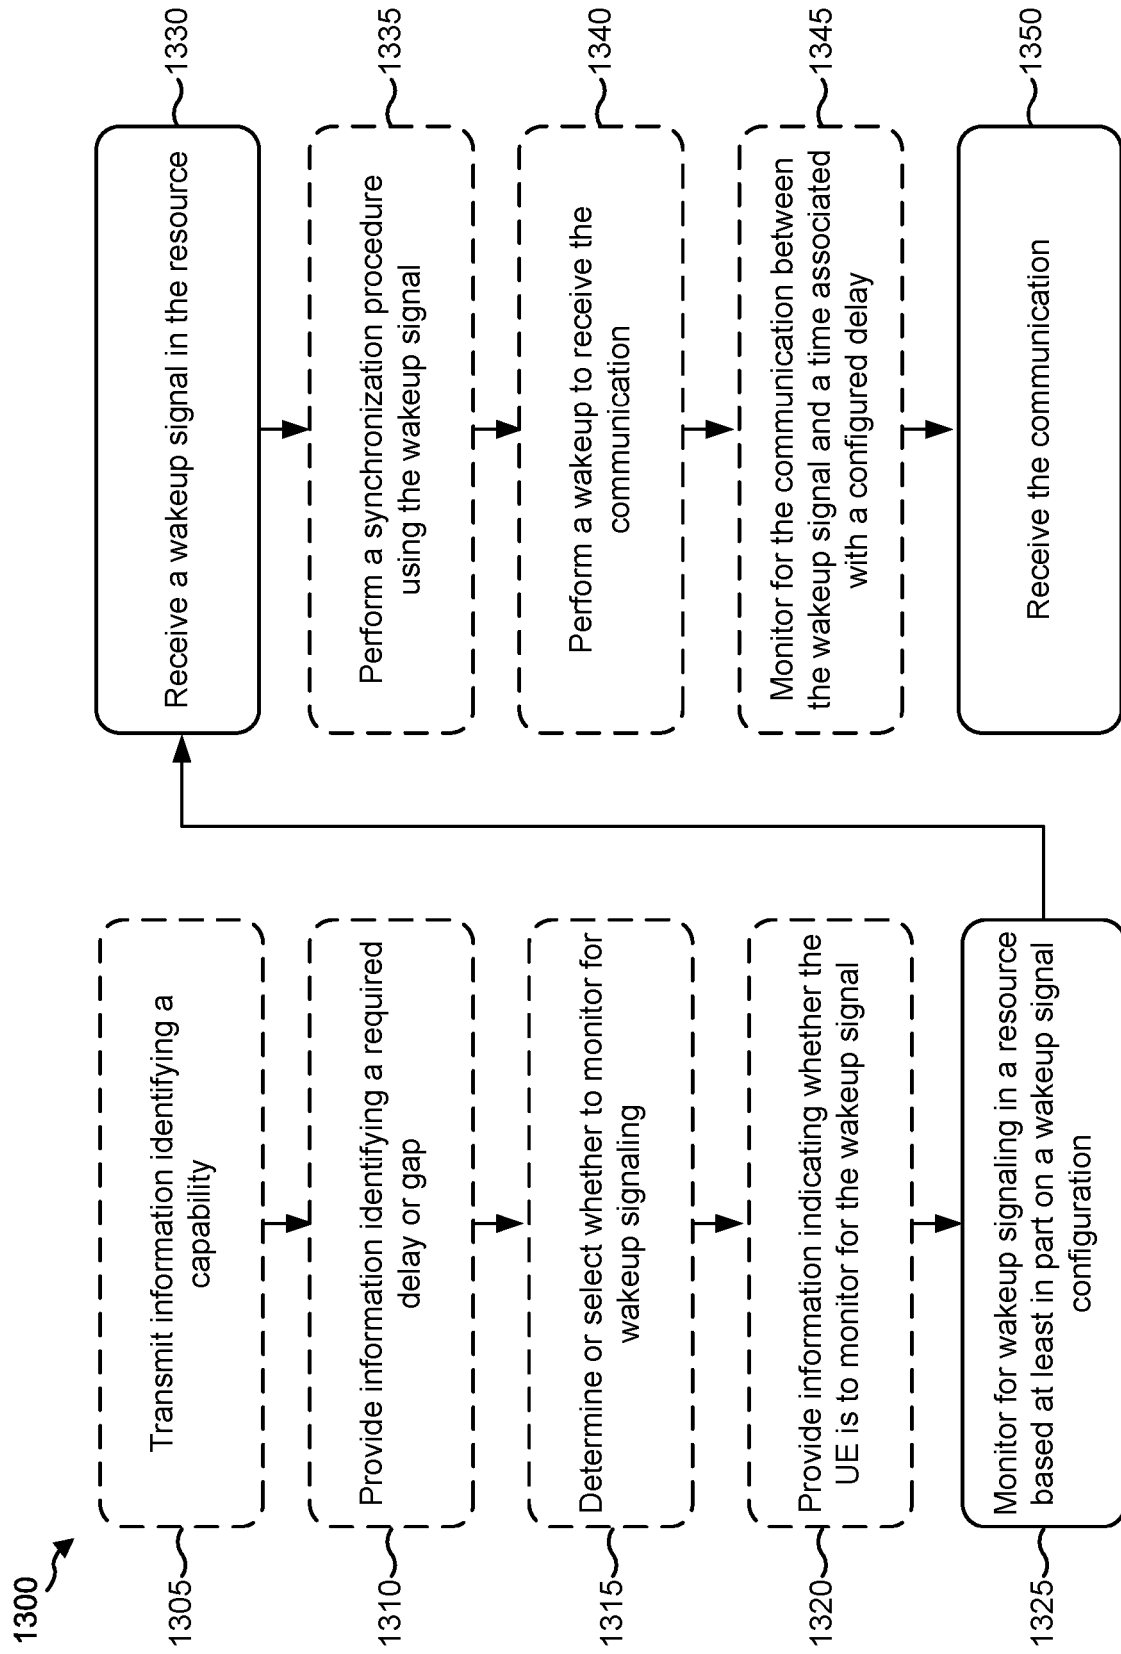 1300
1305
Transmit information identifying a
capability
1310
Provide information identifying a required
delay or gap
1315
Determine or select whether to monitor for
wakeup signaling
1320
Provide information indicating whether the
UE is to monitor for the wakeup signal
1325
Monitor for wakeup signaling in a resource
based at least in part on a wakeup signal
configuration
Receive a wakeup signal in the resource
1330
Perform a synchronization procedure
using the wakeup signal
1335
Perform a wakeup to receive the
communication
1340
Monitor for the communication between
the wakeup signal and a time associated
with a configured delay
1345
Receive the communication
1350